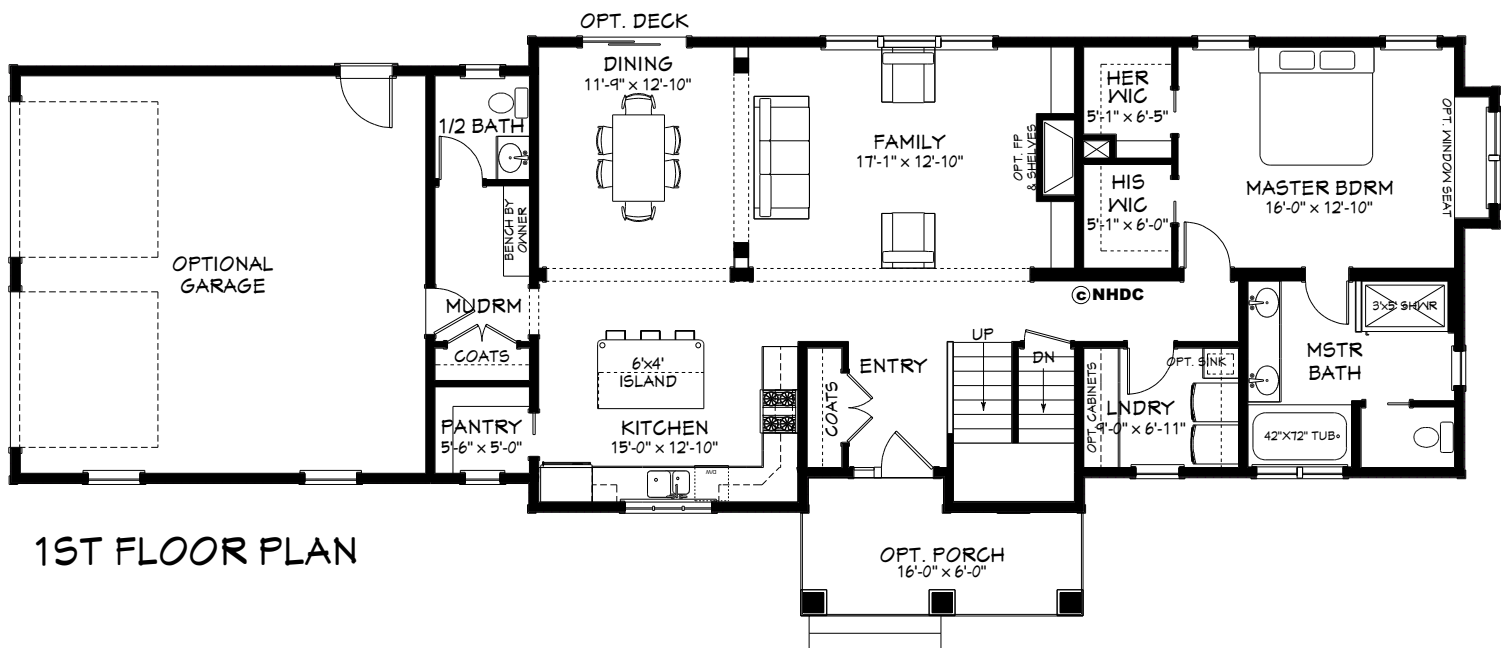 OPT. DECK
DINING
11'-9" x 12'-10"
HER
WIC
5'-1" x 6'-5"
1/2 BATH
FAMILY
17'-1" x 12'-10"
OPT. FP
& SHELVES
HIS
WIC
5'-1" x 6'-0"
MASTER BDRM
16'-0" x 12'-10"
OPT. WINDOW SEAT
BENCH BY
OWNER
OPTIONAL
GARAGE
© NHDC
MUDRM
3'x5' SHWR
UP
COATS
6'x4'
ISLAND
ENTRY
DN
OPT. SINK
MSTR
BATH
COATS
OPT. CABINETS
LNDRY
9'-0" x 6'-11"
PANTRY
5'-6" x 5'-0"
KITCHEN
15'-0" x 12'-10"
42"X72" TUB
D/W
1ST FLOOR PLAN
OPT. PORCH
16'-0" x 6'-0"